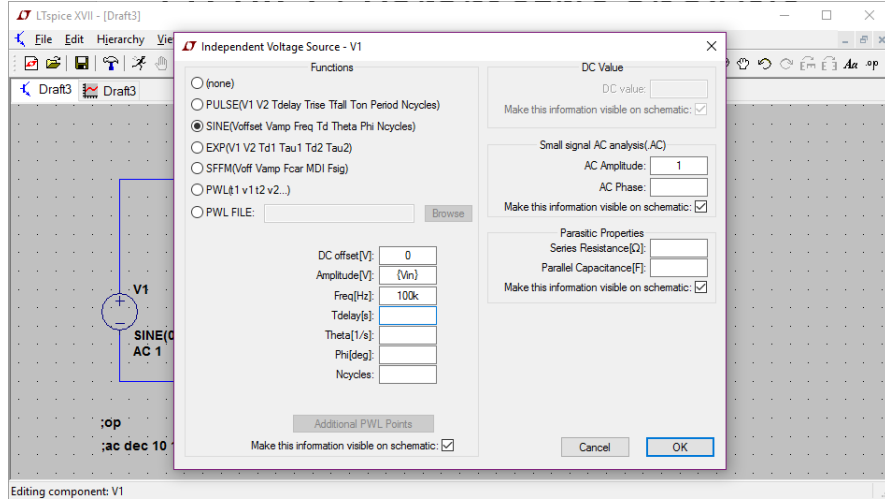 LTspice XVII - [Draft3]
File Edit Hierarchy
Draft3 Draft3
Independent Voltage Source - V1
Functions
(none)
PULSE(V1 V2 Tdelay Trise Tfall Ton Period Ncycles)
SINE(Voffset Vamp Freq Td Theta Phi Ncycles)
EXP(V1 V2 Td1 Tau1 Td2 Tau2)
SFFM(Voff Vamp Fcar MDI Fsig)
PWL(t1 v1 t2 v2...)
PWL FILE: Browse
DC offset[V]: 0
Amplitude[V]: {Vin}
Freq[Hz]: 100k
Tdelay[s]:
Theta[1/s]:
Phi[deg]:
Ncycles:
Additional PWL Points
Make this information visible on schematic:
DC Value
DC value:
Make this information visible on schematic:
Small signal AC analysis(.AC)
AC Amplitude: 1
AC Phase:
Make this information visible on schematic:
Parasitic Properties
Series Resistance[Ω]:
Parallel Capacitance[F]:
Make this information visible on schematic:
Cancel OK
V1
SINE(0
AC 1
;op
;ac dec 10
Aa .op
Editing component: V1